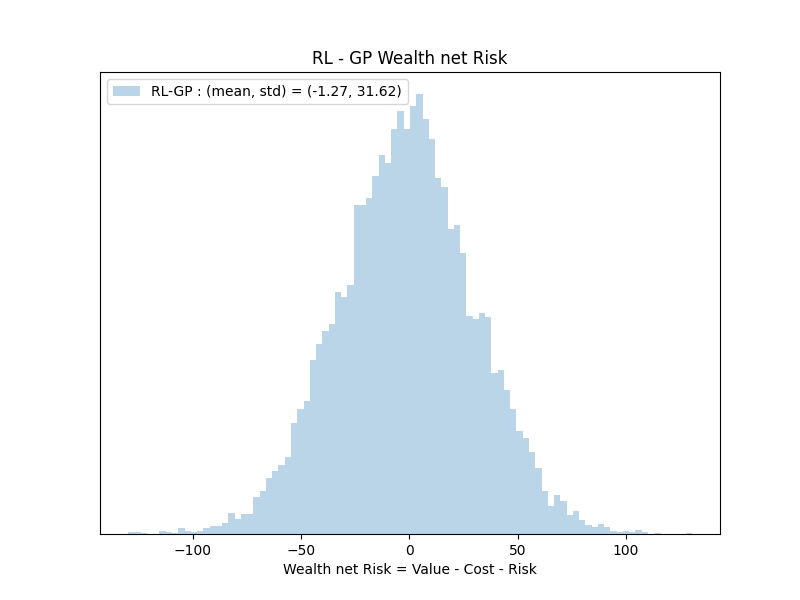 RL - GP Wealth net Risk
RL-GP : (mean, std) = (-1.27, 31.62)
−100 −50 0 50 100
Wealth net Risk = Value - Cost - Risk